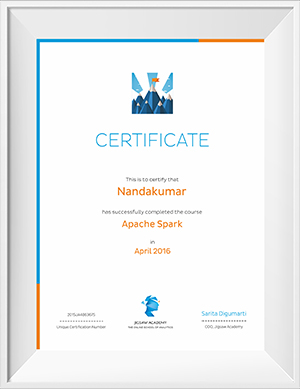 CERTIFICATE
This is to certify that
Nandakumar
has successfully completed the course
Apache Spark
in
April 2016
Unique Certification Number
JIGSAW ACADEMY
THE ONLINE SCHOOL OF ANALYTICS
Sarita Digumarti
COO, Jigsaw Academy